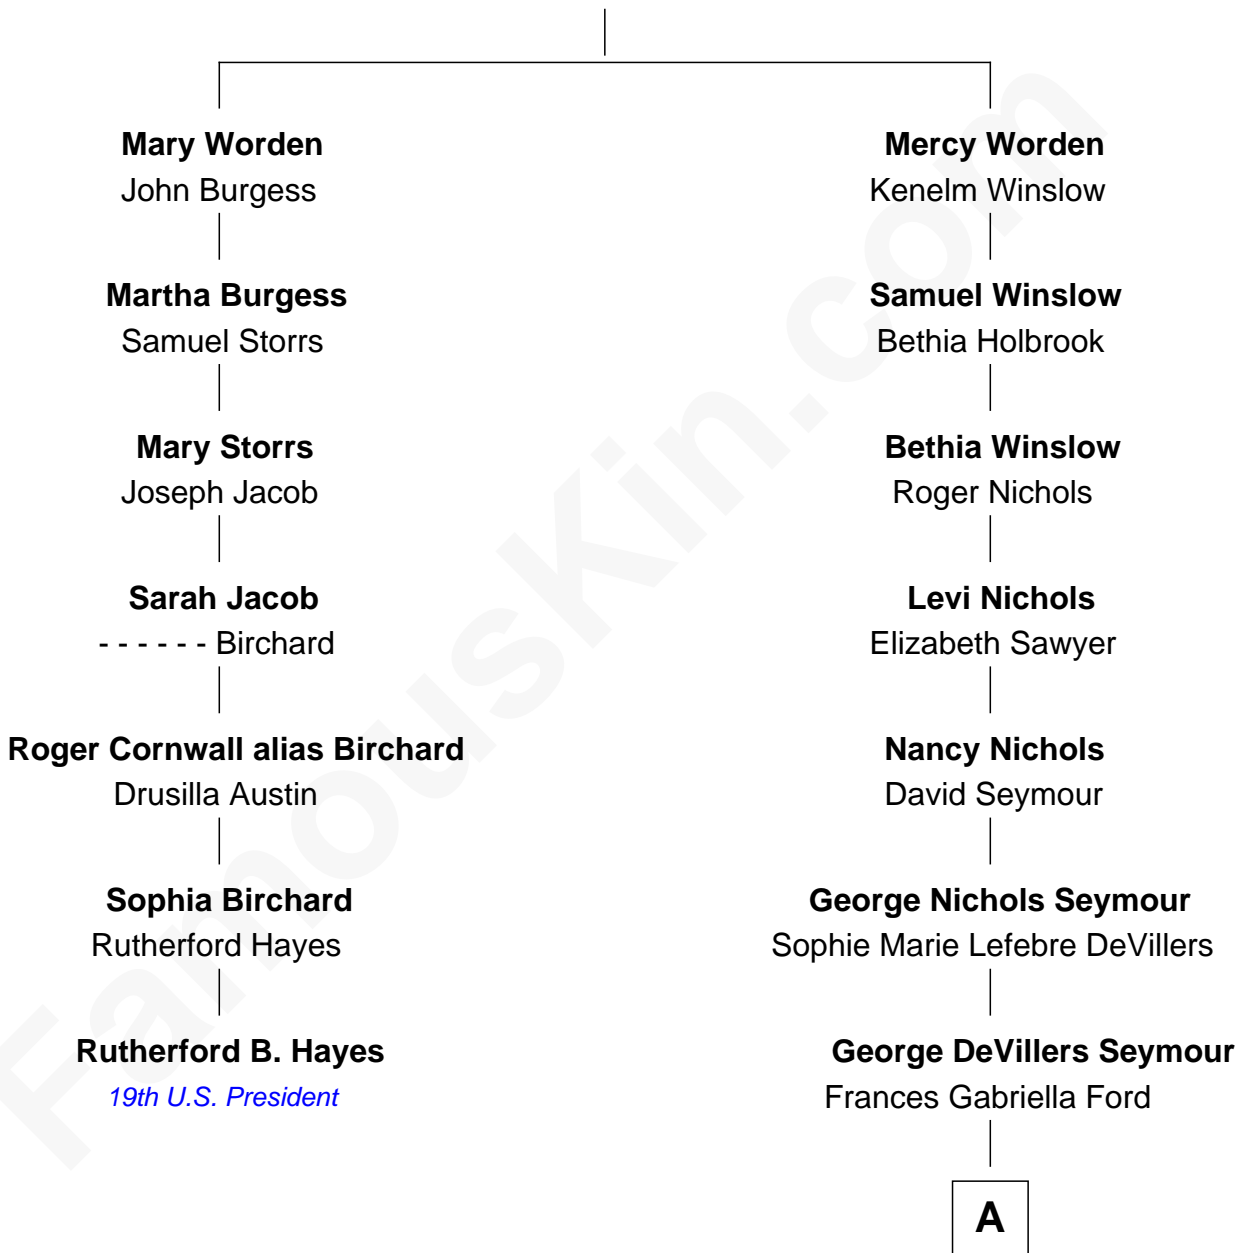 Mary Worden
John Burgess
Martha Burgess
Samuel Storrs
Mary Storrs
Joseph Jacob
Sarah Jacob
- - - - - - Birchard
Roger Cornwall alias Birchard
Drusilla Austin
Sophia Birchard
Rutherford Hayes
Rutherford B. Hayes
19th U.S. President
Mercy Worden
Kenelm Winslow
Samuel Winslow
Bethia Holbrook
Bethia Winslow
Roger Nichols
Levi Nichols
Elizabeth Sawyer
Nancy Nichols
David Seymour
George Nichols Seymour
Sophie Marie Lefebre DeVillers
George DeVillers Seymour
Frances Gabriella Ford
A
FamousKin.com